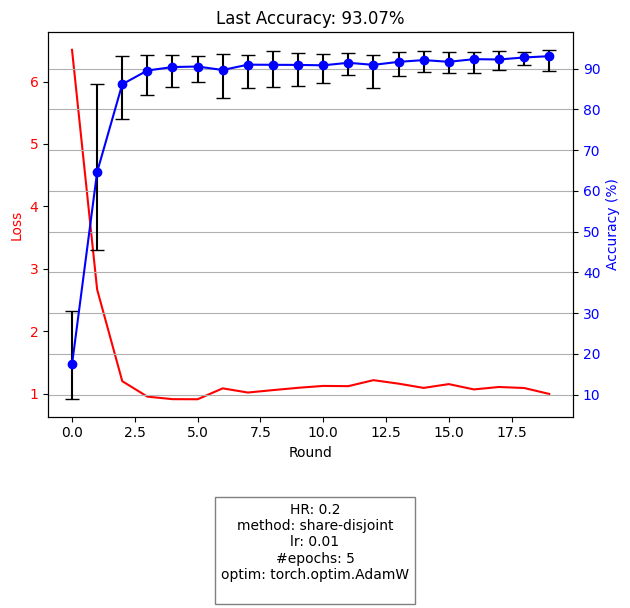 Last Accuracy: 93.07%
6
5
4
3
2
1
Loss
90
80
70
60
50
40
30
20
10
Accuracy (%)
0.0 2.5 5.0 7.5 10.0 12.5 15.0 17.5
Round
HR: 0.2
method: share-disjoint
lr: 0.01
#epochs: 5
optim: torch.optim.AdamW